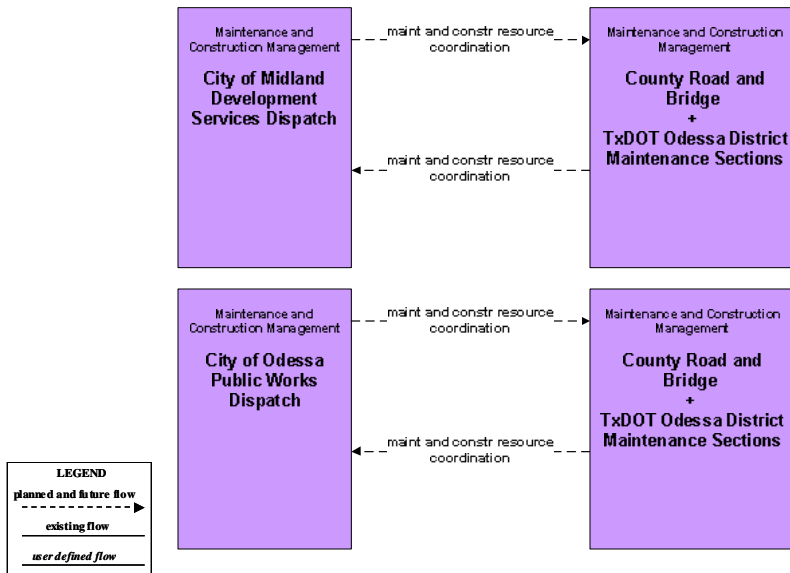 Maintenance and
Construction Management
City of Midland
Development
Services Dispatch
maint and constr resource
coordination
maint and constr resource
coordination
Maintenance and Construction
Management
County Road and
Bridge
+
TxDOT Odessa District
Maintenance Sections
Maintenance and
Construction Management
City of Odessa
Public Works
Dispatch
maint and constr resource
coordination
maint and constr resource
coordination
Maintenance and Construction
Management
County Road and
Bridge
+
TxDOT Odessa District
Maintenance Sections
LEGEND
planned and future flow
existing flow
user defined flow